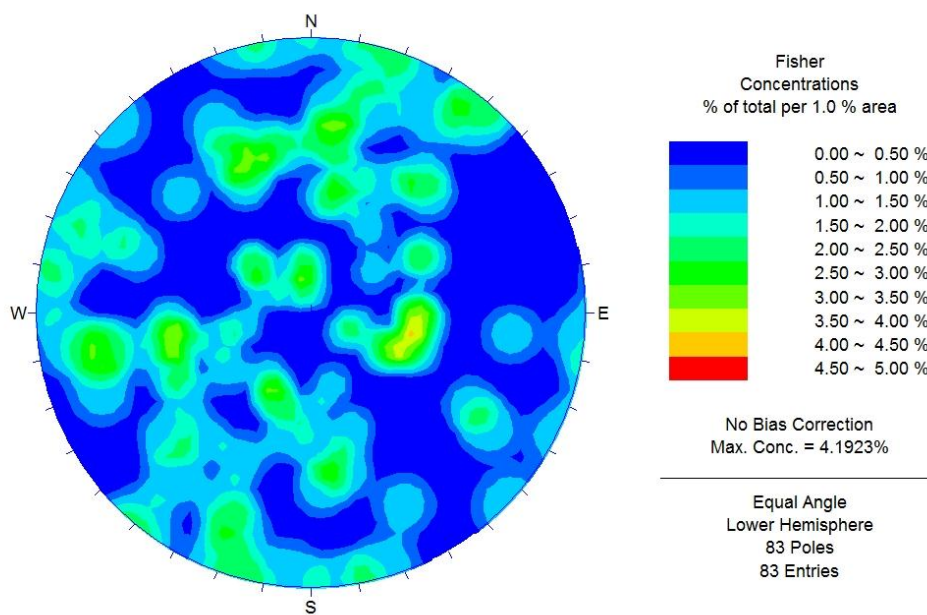 N
W
E
S
Fisher
Concentrations
% of total per 1.0 % area
0.00 ~ 0.50 %
0.50 ~ 1.00 %
1.00 ~ 1.50 %
1.50 ~ 2.00 %
2.00 ~ 2.50 %
2.50 ~ 3.00 %
3.00 ~ 3.50 %
3.50 ~ 4.00 %
4.00 ~ 4.50 %
4.50 ~ 5.00 %
No Bias Correction
Max. Conc. = 4.1923%
Equal Angle
Lower Hemisphere
83 Poles
83 Entries